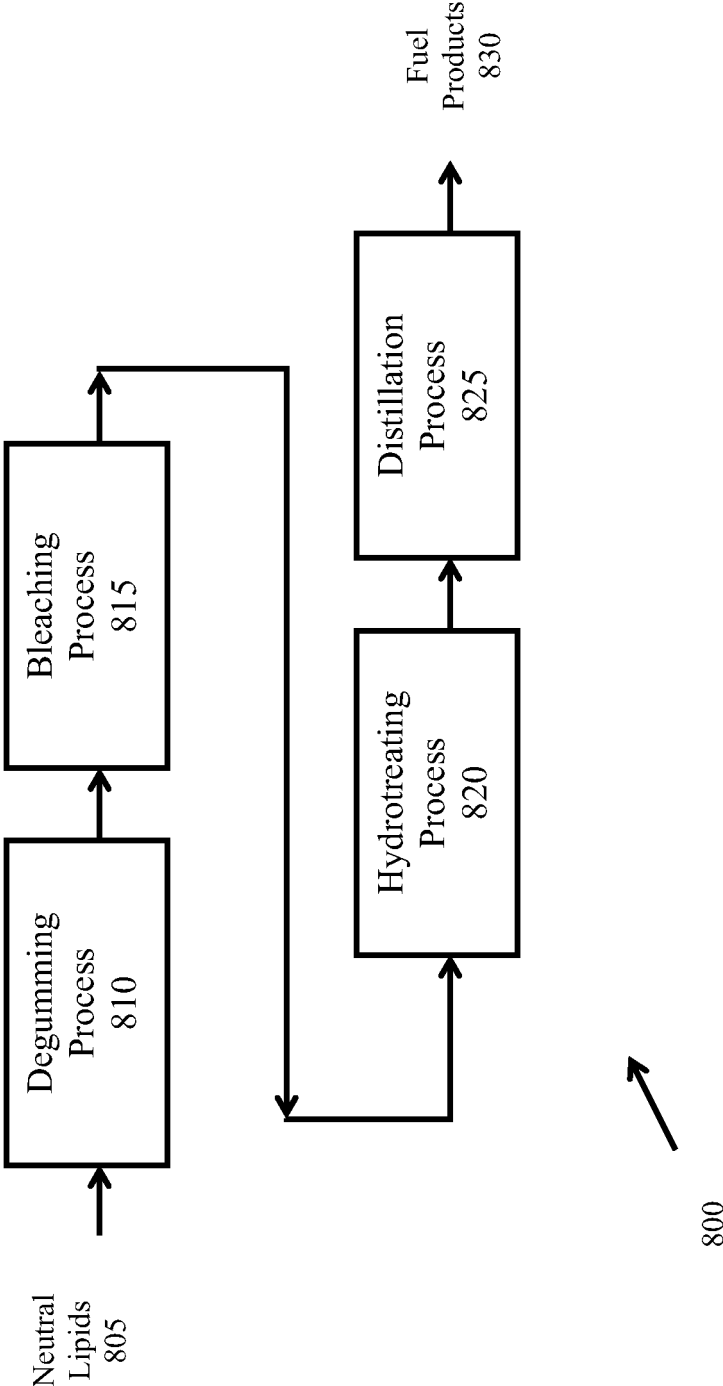 Neutral
Lipids
805
Degumming
Process
810
Bleaching
Process
815
Hydrotreating
Process
820
Distillation
Process
825
Fuel
Products
830
800